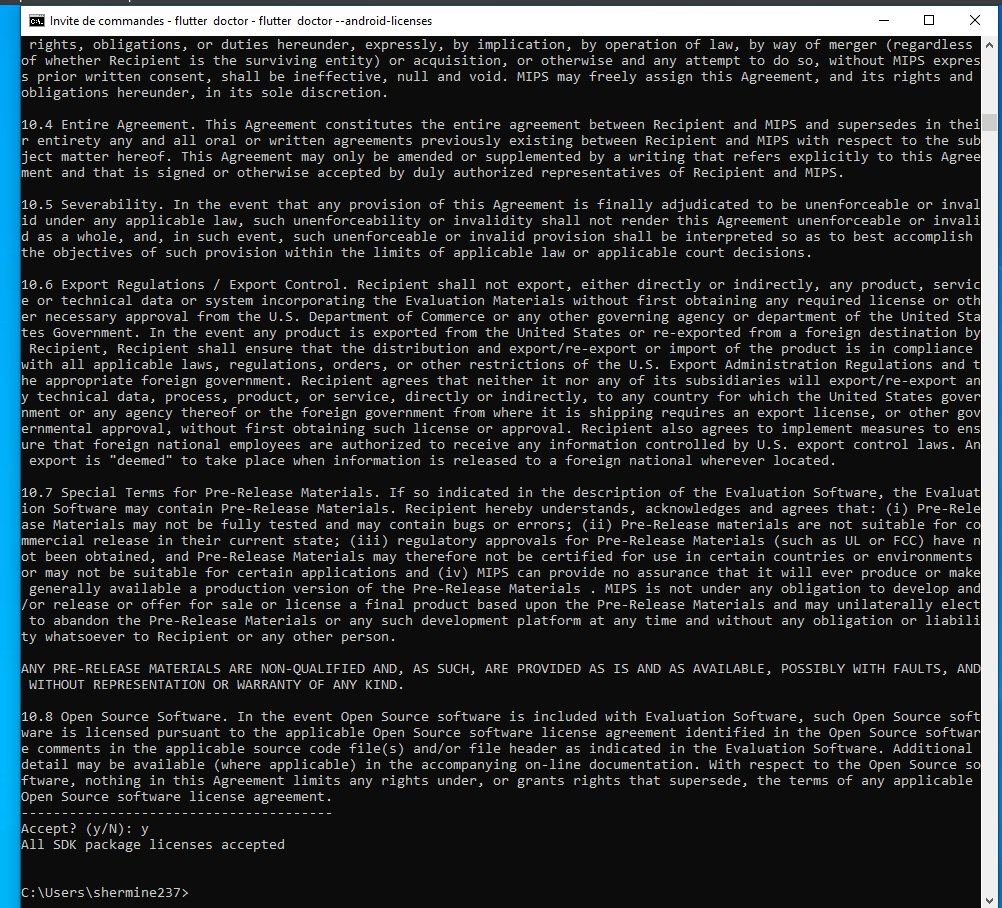 Invite de commandes - flutter  doctor - flutter  doctor --android-licenses
rights, obligations, or duties hereunder, expressly, by implication, by operation of law, by way of merger (regardless
of whether Recipient is the surviving entity) or acquisition, or otherwise and any attempt to do so, without MIPS expres
s prior written consent, shall be ineffective, null and void. MIPS may freely assign this Agreement, and its rights and
obligations hereunder, in its sole discretion.
10.4 Entire Agreement. This Agreement constitutes the entire agreement between Recipient and MIPS and supersedes in thei
r entirety any and all oral or written agreements previously existing between Recipient and MIPS with respect to the sub
ject matter hereof. This Agreement may only be amended or supplemented by a writing that refers explicitly to this Agree
ment and that is signed or otherwise accepted by duly authorized representatives of Recipient and MIPS.
10.5 Severability. In the event that any provision of this Agreement is finally adjudicated to be unenforceable or inval
id under any applicable law, such unenforceability or invalidity shall not render this Agreement unenforceable or invali
d as a whole, and, in such event, such unenforceable or invalid provision shall be interpreted so as to best accomplish
the objectives of such provision within the limits of applicable law or applicable court decisions.
10.6 Export Regulations / Export Control. Recipient shall not export, either directly or indirectly, any product, servic
e or technical data or system incorporating the Evaluation Materials without first obtaining any required license or oth
er necessary approval from the U.S. Department of Commerce or any other governing agency or department of the United Sta
tes Government. In the event any product is exported from the United States or re-exported from a foreign destination by
Recipient, Recipient shall ensure that the distribution and export/re-export or import of the product is in compliance
with all applicable laws, regulations, orders, or other restrictions of the U.S. Export Administration Regulations and t
he appropriate foreign government. Recipient agrees that neither it nor any of its subsidiaries will export/re-export an
y technical data, process, product, or service, directly or indirectly, to any country for which the United States gover
nment or any agency thereof or the foreign government from where it is shipping requires an export license, or other gov
ernmental approval, without first obtaining such license or approval. Recipient also agrees to implement measures to ens
ure that foreign national employees are authorized to receive any information controlled by U.S. export control laws. An
export is "deemed" to take place when information is released to a foreign national wherever located.
10.7 Special Terms for Pre-Release Materials. If so indicated in the description of the Evaluation Software, the Evaluat
ion Software may contain Pre-Release Materials. Recipient hereby understands, acknowledges and agrees that: (i) Pre-Rele
ase Materials may not be fully tested and may contain bugs or errors; (ii) Pre-Release materials are not suitable for co
mmercial release in their current state; (iii) regulatory approvals for Pre-Release Materials (such as UL or FCC) have n
ot been obtained, and Pre-Release Materials may therefore not be certified for use in certain countries or environments
or may not be suitable for certain applications and (iv) MIPS can provide no assurance that it will ever produce or make
generally available a production version of the Pre-Release Materials . MIPS is not under any obligation to develop and
/or release or offer for sale or license a final product based upon the Pre-Release Materials and may unilaterally elect
to abandon the Pre-Release Materials or any such development platform at any time and without any obligation or liabili
ty whatsoever to Recipient or any other person.
ANY PRE-RELEASE MATERIALS ARE NON-QUALIFIED AND, AS SUCH, ARE PROVIDED AS IS AND AS AVAILABLE, POSSIBLY WITH FAULTS, AND
WITHOUT REPRESENTATION OR WARRANTY OF ANY KIND.
10.8 Open Source Software. In the event Open Source software is included with Evaluation Software, such Open Source soft
ware is licensed pursuant to the applicable Open Source software license agreement identified in the Open Source softwar
e comments in the applicable source code file(s) and/or file header as indicated in the Evaluation Software. Additional
detail may be available (where applicable) in the accompanying on-line documentation. With respect to the Open Source so
ftware, nothing in this Agreement limits any rights under, or grants rights that supersede, the terms of any applicable
Open Source software license agreement.
---------------------------------------
Accept? (y/N): y
All SDK package licenses accepted
C:\Users\shermine237>